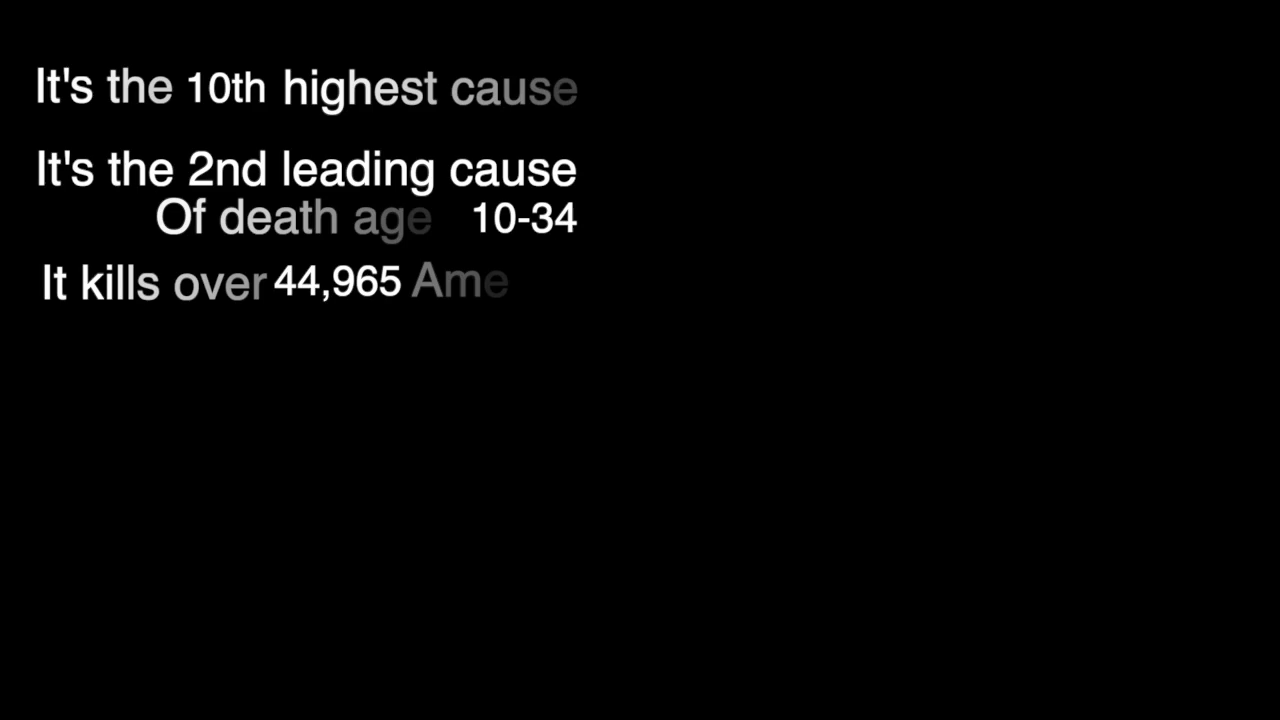 It's the 10th highest cause
It's the 2nd leading cause
Of death age 10-34
It kills over 44,965 Ame